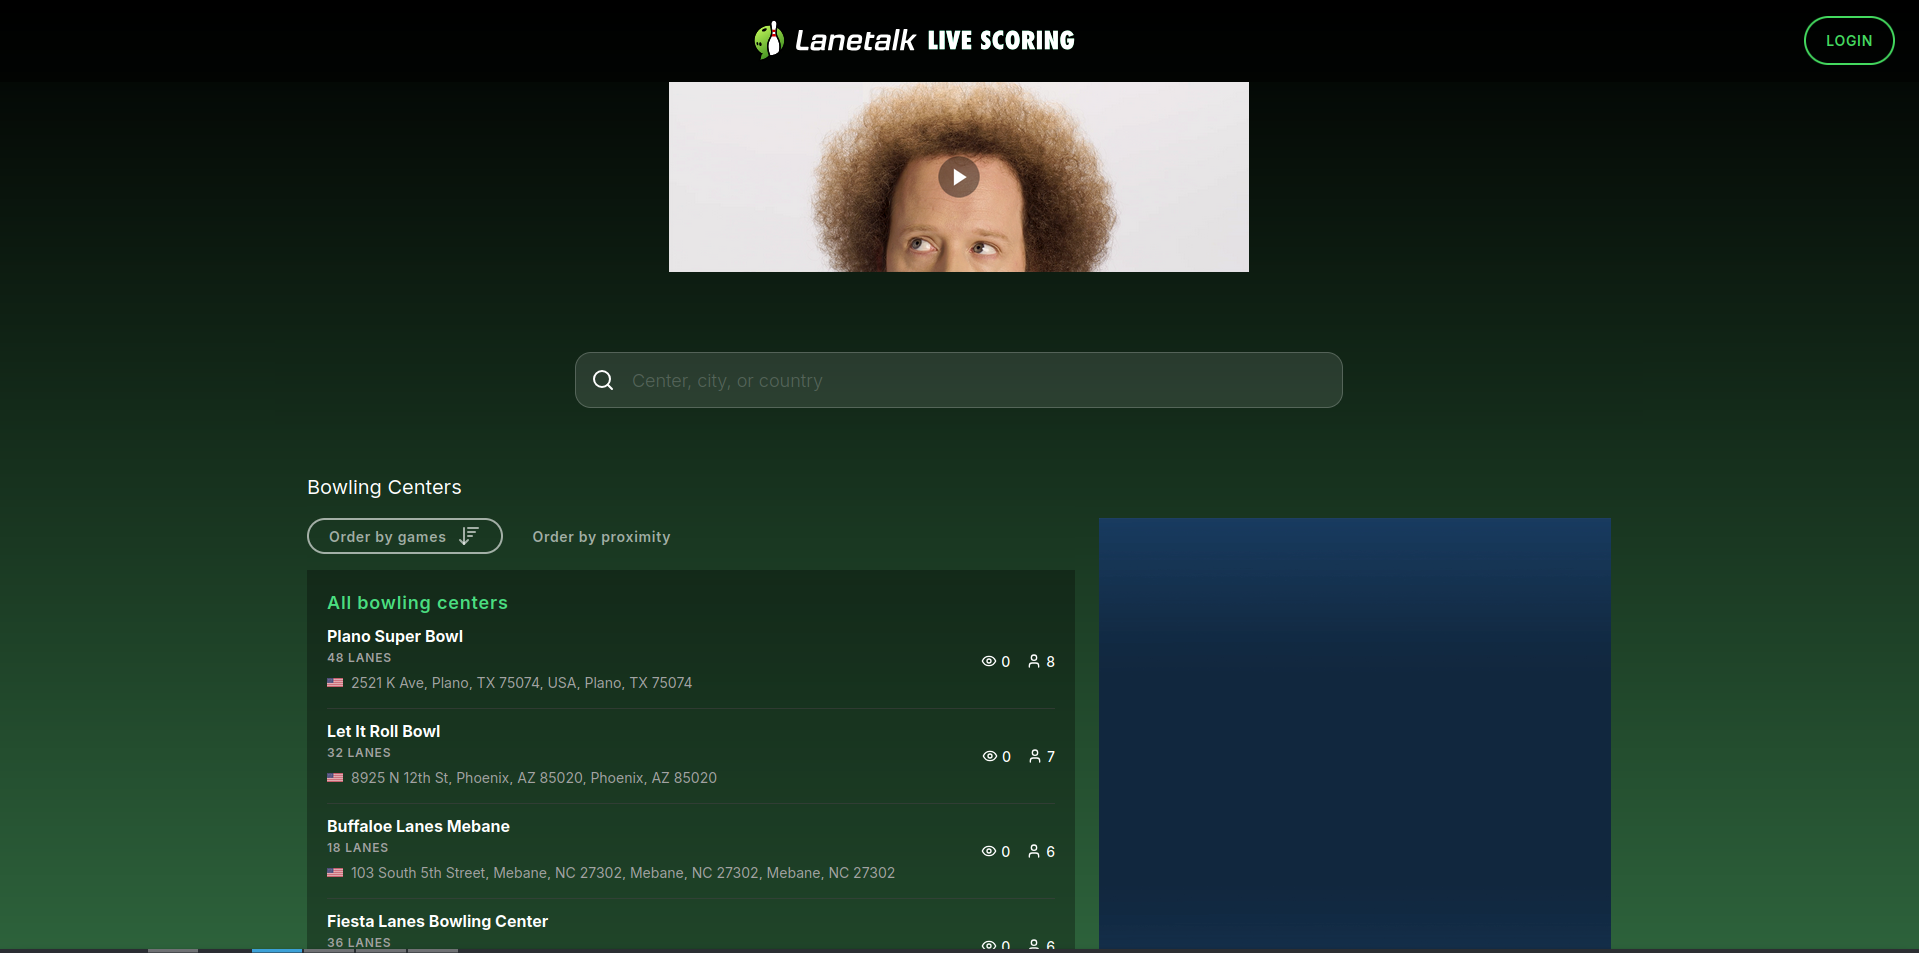 Lanetalk LIVE SCORING
LOGIN
Center, city, or country
Bowling Centers
Order by games
Order by proximity
All bowling centers
Plano Super Bowl
48 LANES
0 8
2521 K Ave, Plano, TX 75074, USA, Plano, TX 75074
Let It Roll Bowl
32 LANES
0 7
8925 N 12th St, Phoenix, AZ 85020, Phoenix, AZ 85020
Buffaloe Lanes Mebane
18 LANES
0 6
103 South 5th Street, Mebane, NC 27302, Mebane, NC 27302, Mebane, NC 27302
Fiesta Lanes Bowling Center
36 LANES
0 6